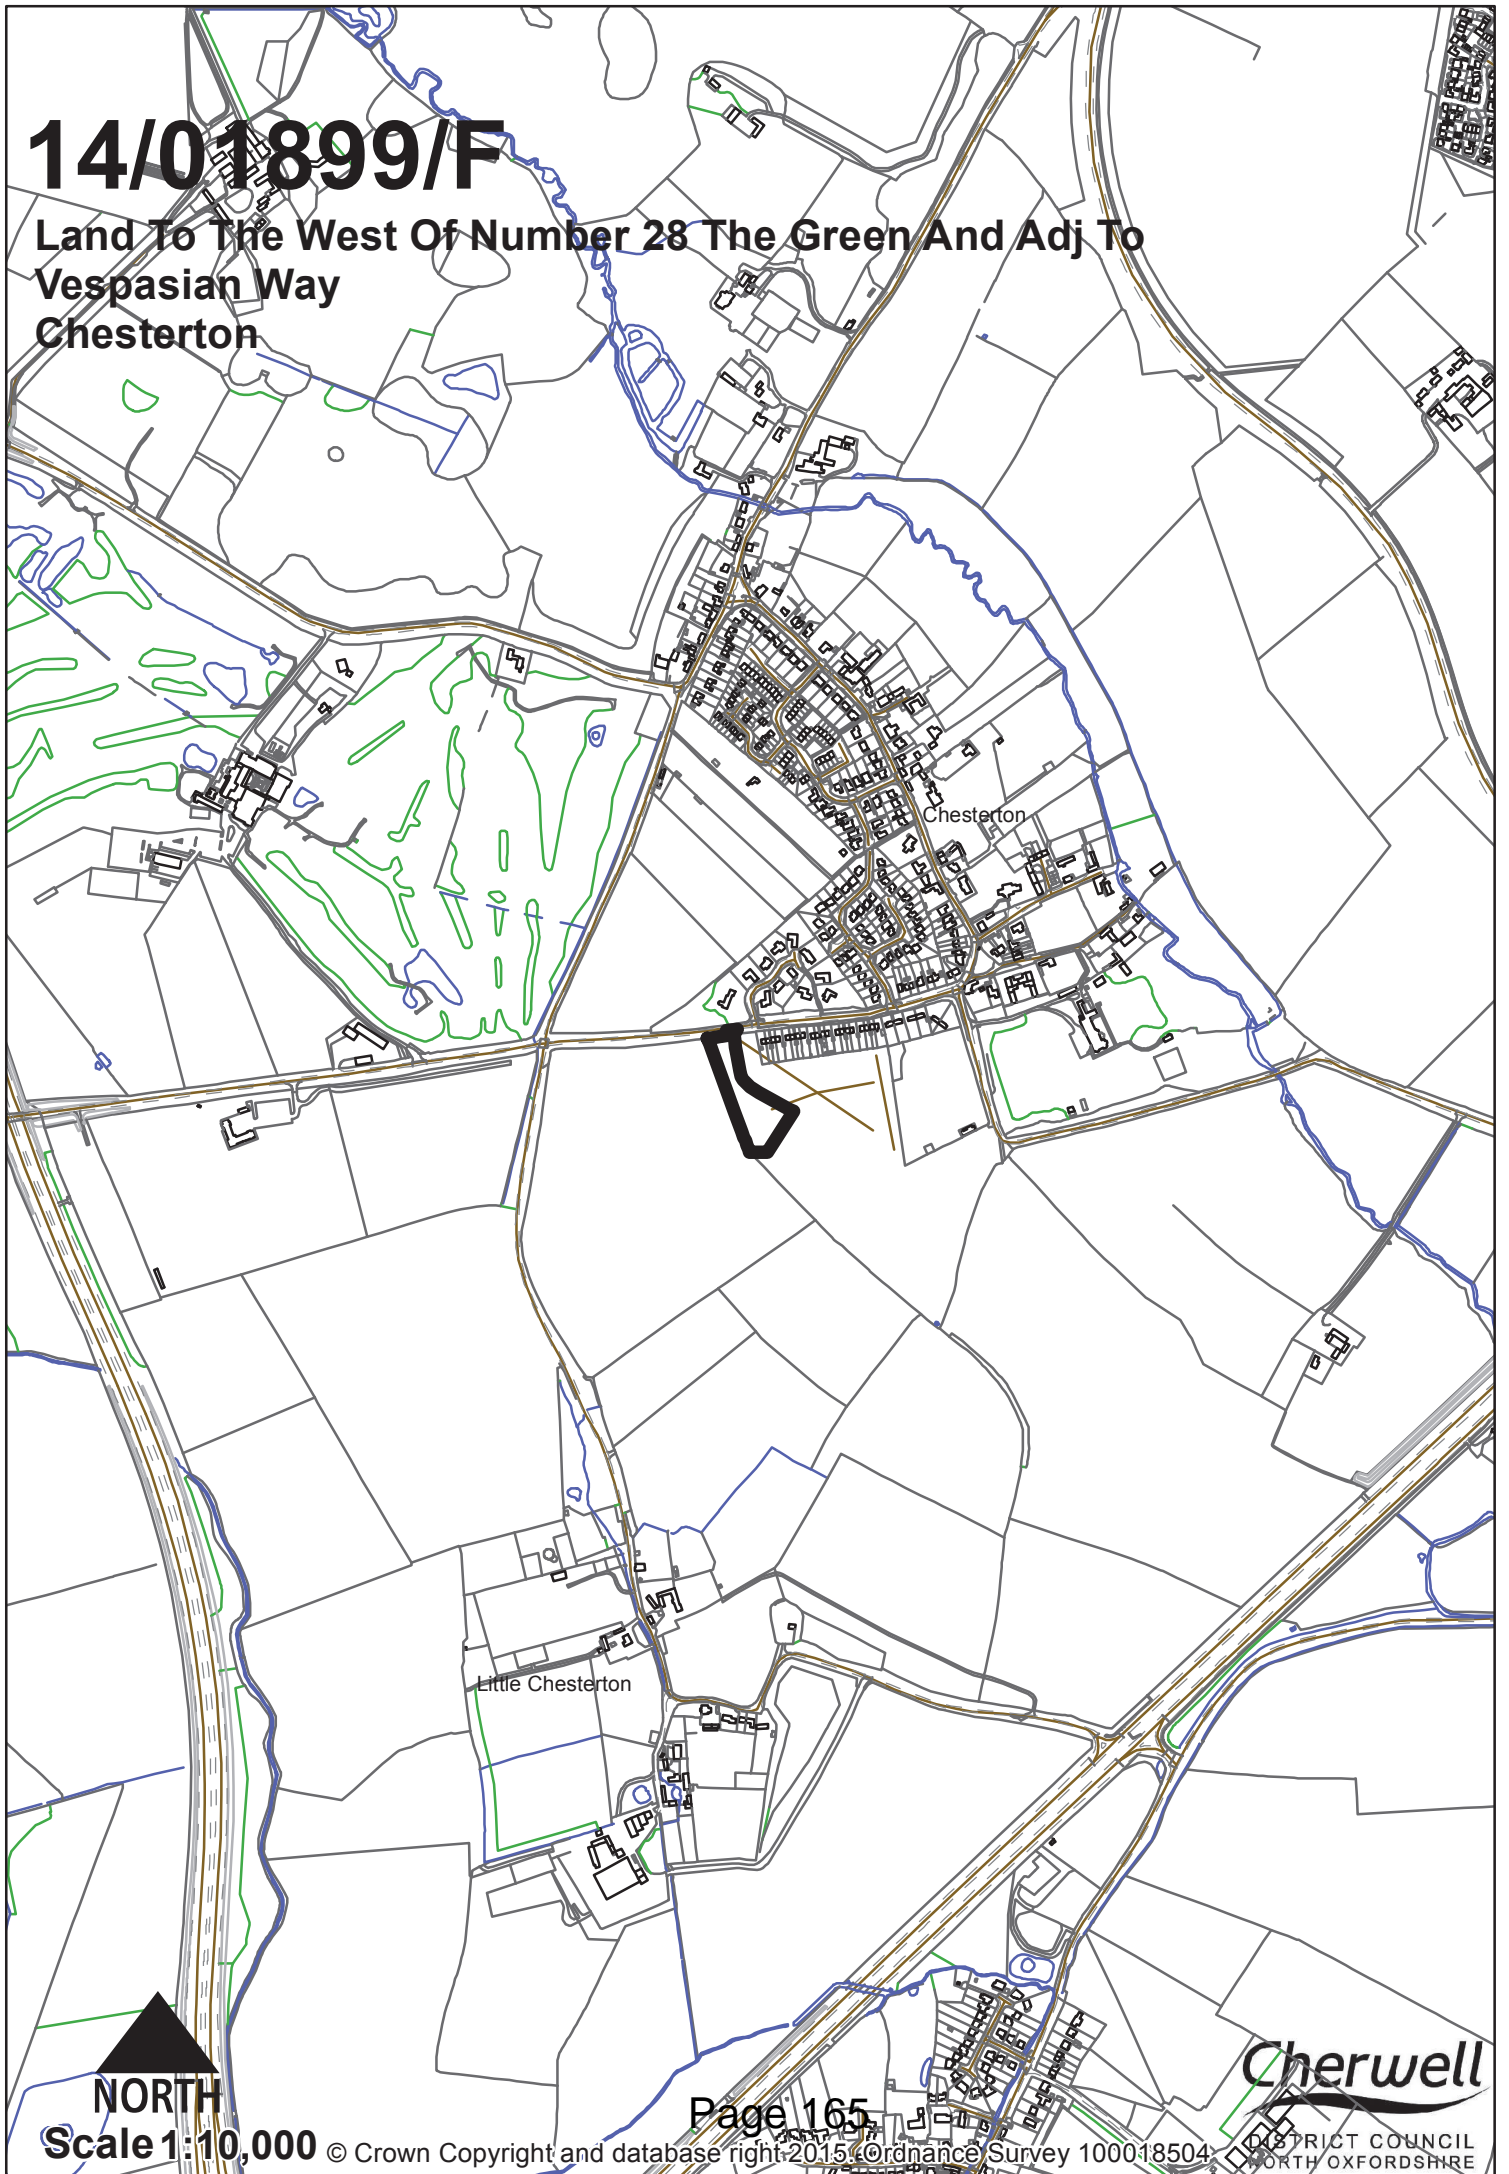 14/01899/F
Land To The West Of Number 28 The Green And Adj To
Vespasian Way
Chesterton
Chesterton
Little Chesterton
NORTH
Scale 1:10,000
Page 165
© Crown Copyright and database right 2015. Ordnance Survey 100018504
Cherwell
DISTRICT COUNCIL
NORTH OXFORDSHIRE